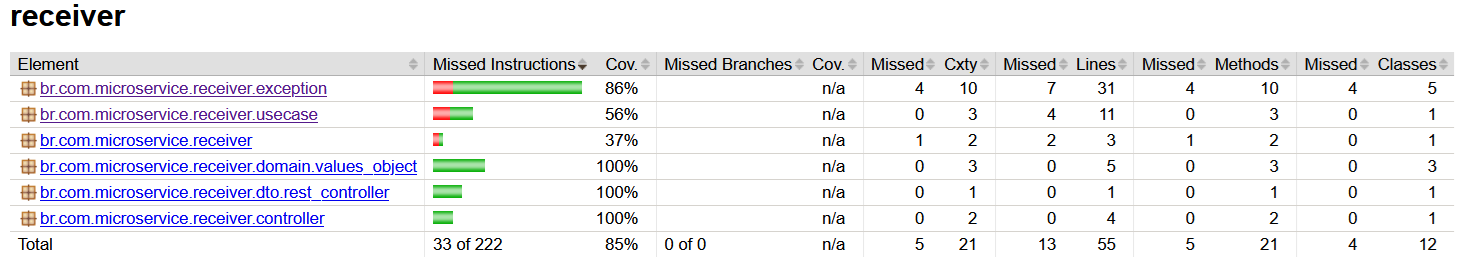 receiver
Element Missed Instructions Cov. Missed Branches Cov. Missed Cxty Missed Lines Missed Methods Missed Classes
br.com.microservice.receiver.exception 86% n/a 4 10 7 31 4 10 4 5
br.com.microservice.receiver.usecase 56% n/a 0 3 4 11 0 3 0 1
br.com.microservice.receiver 37% n/a 1 2 2 3 1 2 0 1
br.com.microservice.receiver.domain.values_object 100% n/a 0 3 0 5 0 3 0 3
br.com.microservice.receiver.dto.rest_controller 100% n/a 0 1 0 1 0 1 0 1
br.com.microservice.receiver.controller 100% n/a 0 2 0 4 0 2 0 1
Total 33 of 222 85% 0 of 0 n/a 5 21 13 55 5 21 4 12